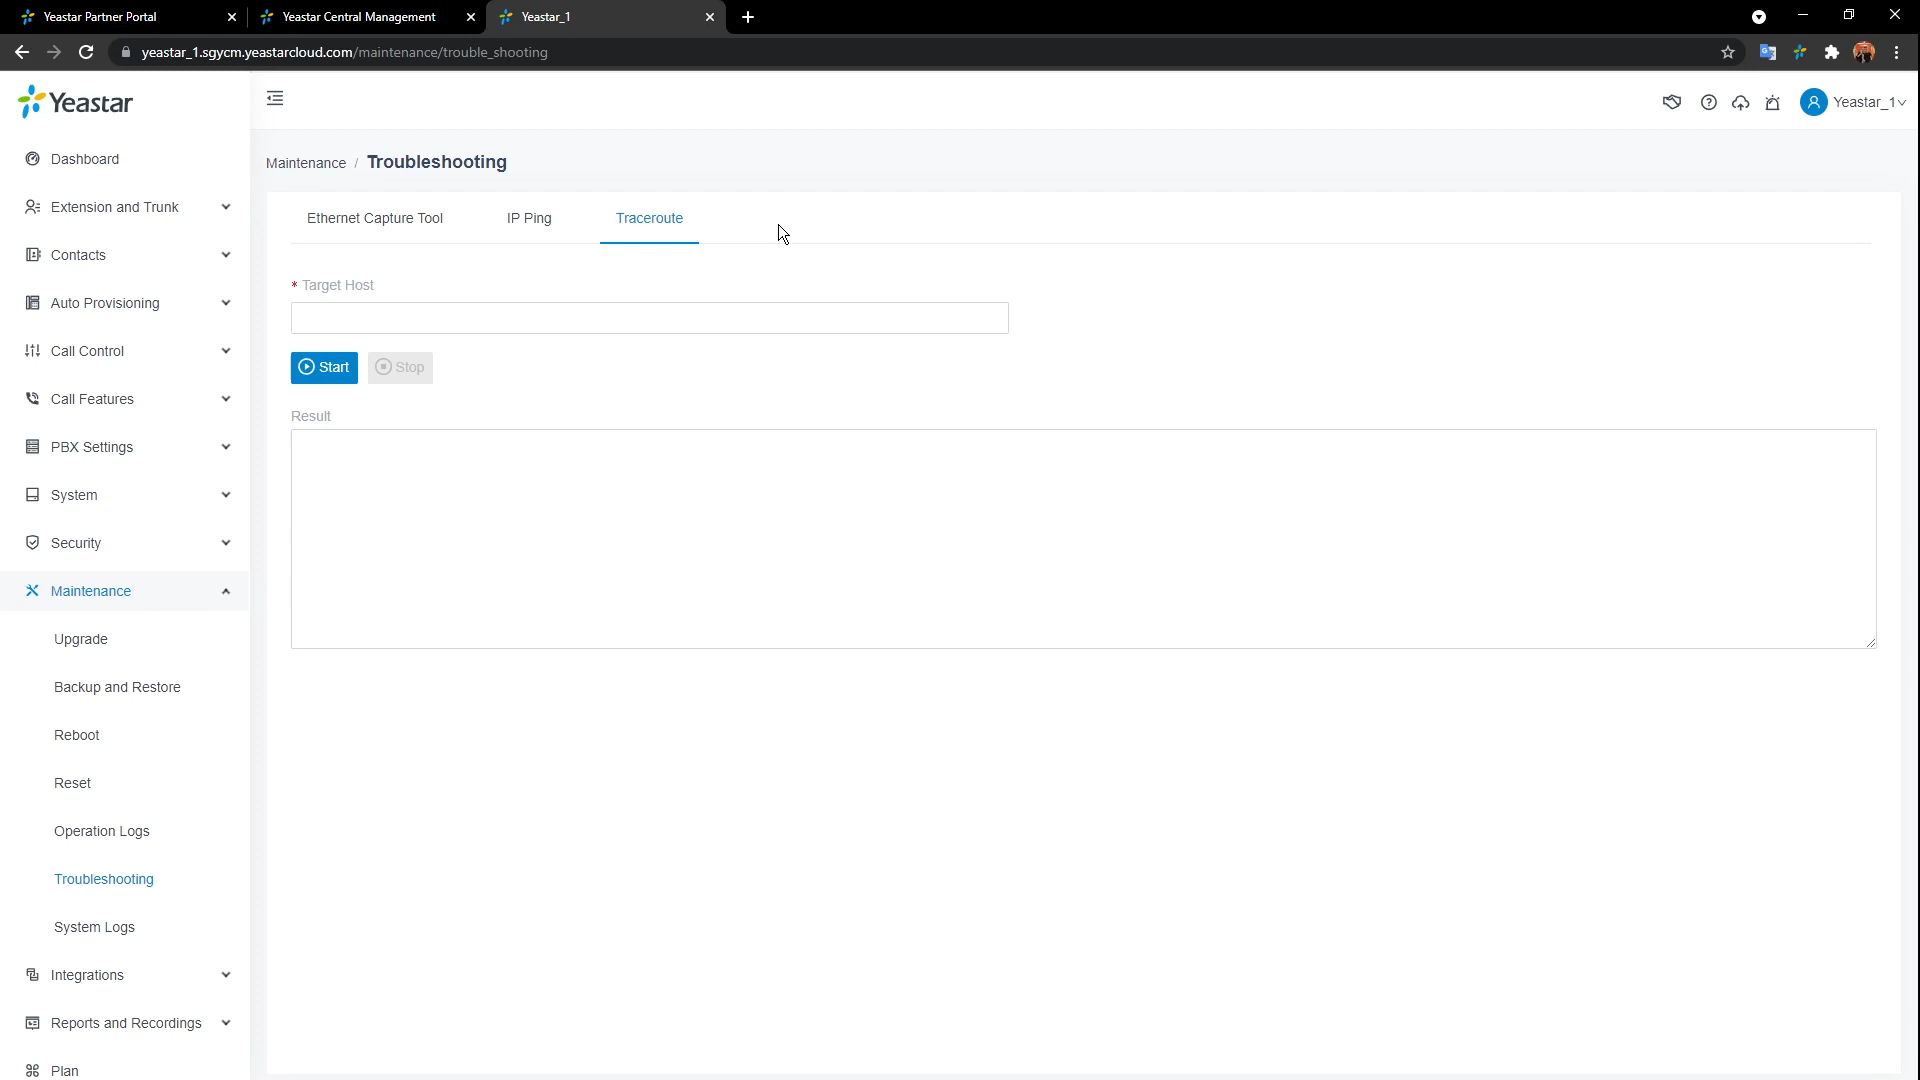 Yeastar Partner Portal
Yeastar Central Management
Yeastar_1
yeastar_1.sgycm.yeastarcloud.com/maintenance/trouble_shooting
Yeastar
Yeastar_1
Dashboard
Extension and Trunk
Contacts
Auto Provisioning
Call Control
Call Features
PBX Settings
System
Security
Maintenance
Upgrade
Backup and Restore
Reboot
Reset
Operation Logs
Troubleshooting
System Logs
Integrations
Reports and Recordings
Plan
Maintenance / Troubleshooting
Ethernet Capture Tool
IP Ping
Traceroute
* Target Host
Start
Stop
Result